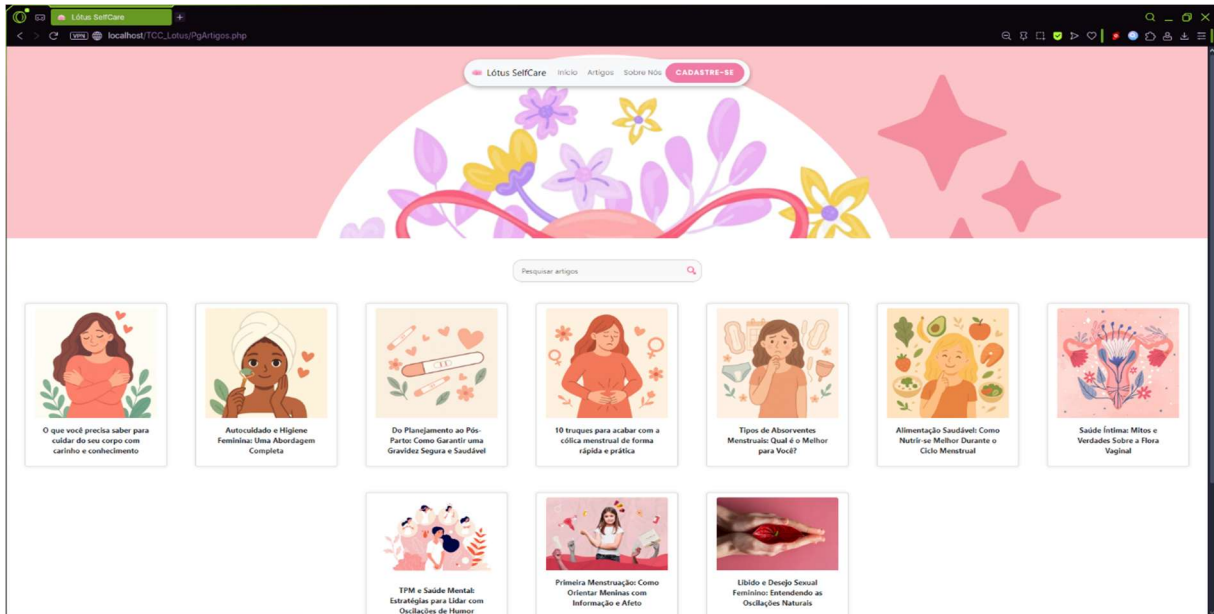 Lótus SelfCare
VPN
localhost/TCC_Lotus/PgArtigos.php
Lótus SelfCare Início Artigos Sobre Nós CADASTRE-SE
Pesquisar artigos
O que você precisa saber para
cuidar do seu corpo com
carinho e conhecimento
Autocuidado e Higiene
Feminina: Uma Abordagem
Completa
Do Planejamento ao Pós-
Parto: Como Garantir uma
Gravidez Segura e Saudável
10 truques para acabar com a
cólica menstrual de forma
rápida e prática
Tipos de Absorventes
Menstruais: Qual é o Melhor
para Você?
Alimentação Saudável: Como
Nutrir-se Melhor Durante o
Ciclo Menstrual
Saúde Íntima: Mitos e
Verdades Sobre a Flora
Vaginal
TPM e Saúde Mental:
Estratégias para Lidar com
Oscilações de Humor
Primeira Menstruação: Como
Orientar Meninas com
Informação e Afeto
Libido e Desejo Sexual
Feminino: Entendendo as
Oscilações Naturais